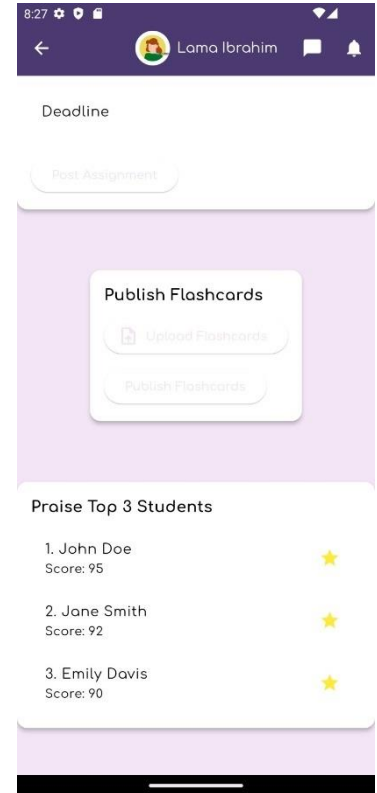 8:27
Lama Ibrahim
Deadline
Post Assignment
Publish Flashcards
Upload Flashcards
Publish Flashcards
Praise Top 3 Students
1. John Doe
Score: 95
2. Jane Smith
Score: 92
3. Emily Davis
Score: 90